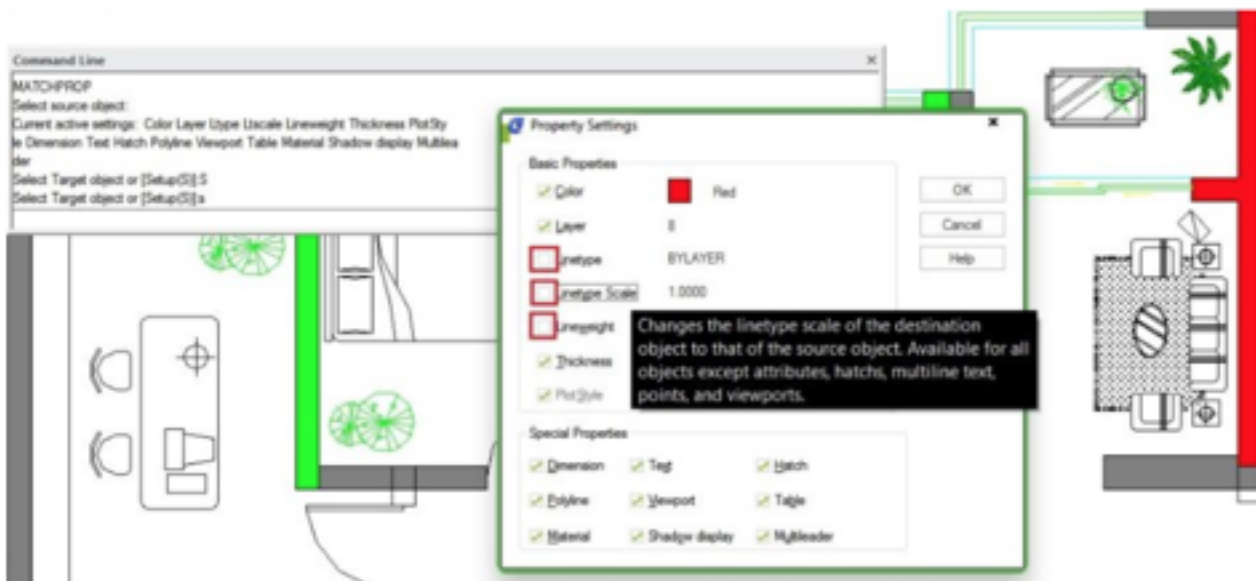 Command Line
MATCHPROP
Select source object:
Current active settings: Color Layer Ltype Ltscale Lineweight Thickness PlotSty
le Dimension Text Hatch Polyline Viewport Table Material Shadow display Multilea
der
Select Target object or [Setup(S)]:S
Select Target object or [Setup(S)]:a
Property Settings
Basic Properties
Color Red
OK
Layer 8
Cancel
Linetype BYLAYER
Help
Linetype Scale 1.0000
Lineweight
Thickness
PlotStyle
Changes the linetype scale of the destination
object to that of the source object. Available for all
objects except attributes, hatchs, multiline text,
points, and viewports.
Special Properties
Dimension Text Hatch
Polyline Viewport Table
Material Shadow display Multileader